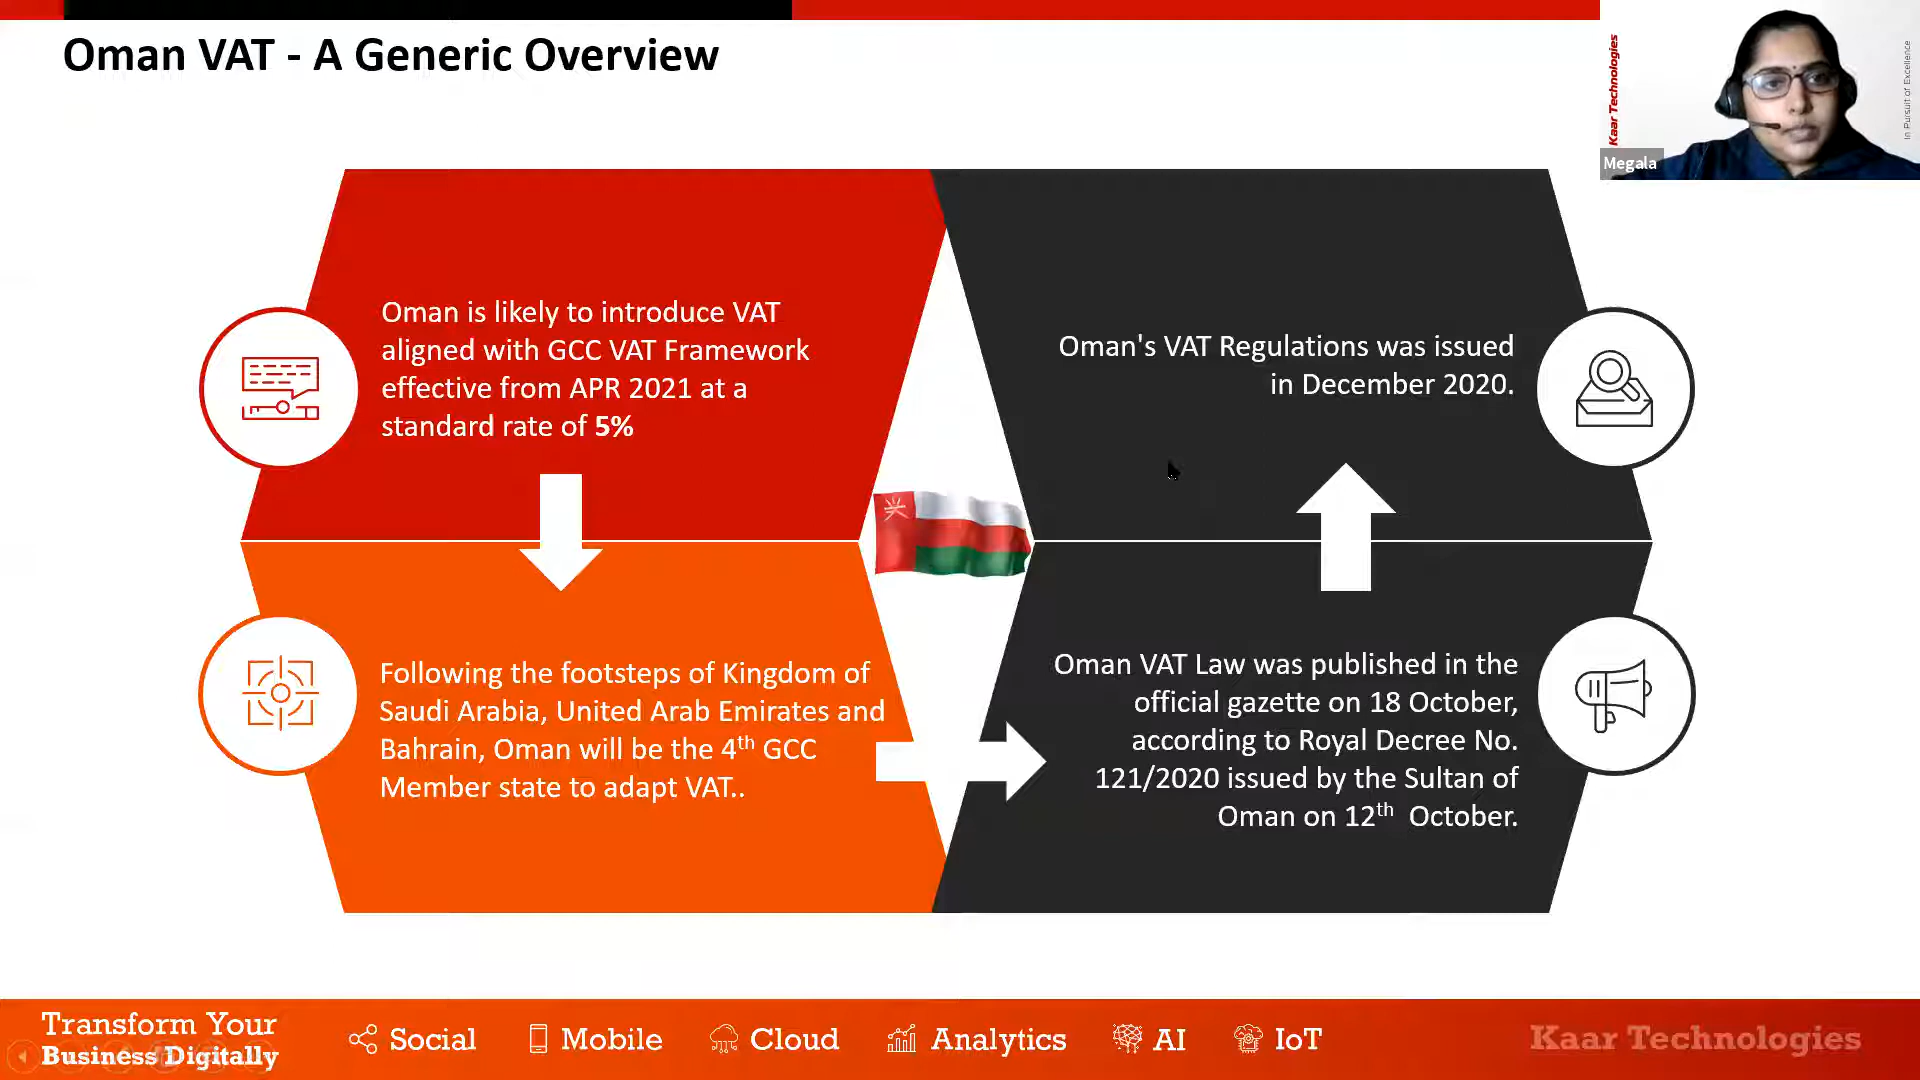 Oman VAT - A Generic Overview
Kaar Technologies
In Pursuit of Excellence
Megala
Oman is likely to introduce VAT
aligned with GCC VAT Framework
effective from APR 2021 at a
standard rate of 5%
Following the footsteps of Kingdom of
Saudi Arabia, United Arab Emirates and
Bahrain, Oman will be the 4th GCC
Member state to adapt VAT..
Oman VAT Law was published in the
official gazette on 18 October,
according to Royal Decree No.
121/2020 issued by the Sultan of
Oman on 12th October.
Oman's VAT Regulations was issued
in December 2020.
Transform Your
Business Digitally
Social
Mobile
Cloud
Analytics
AI
IoT
Kaar Technologies